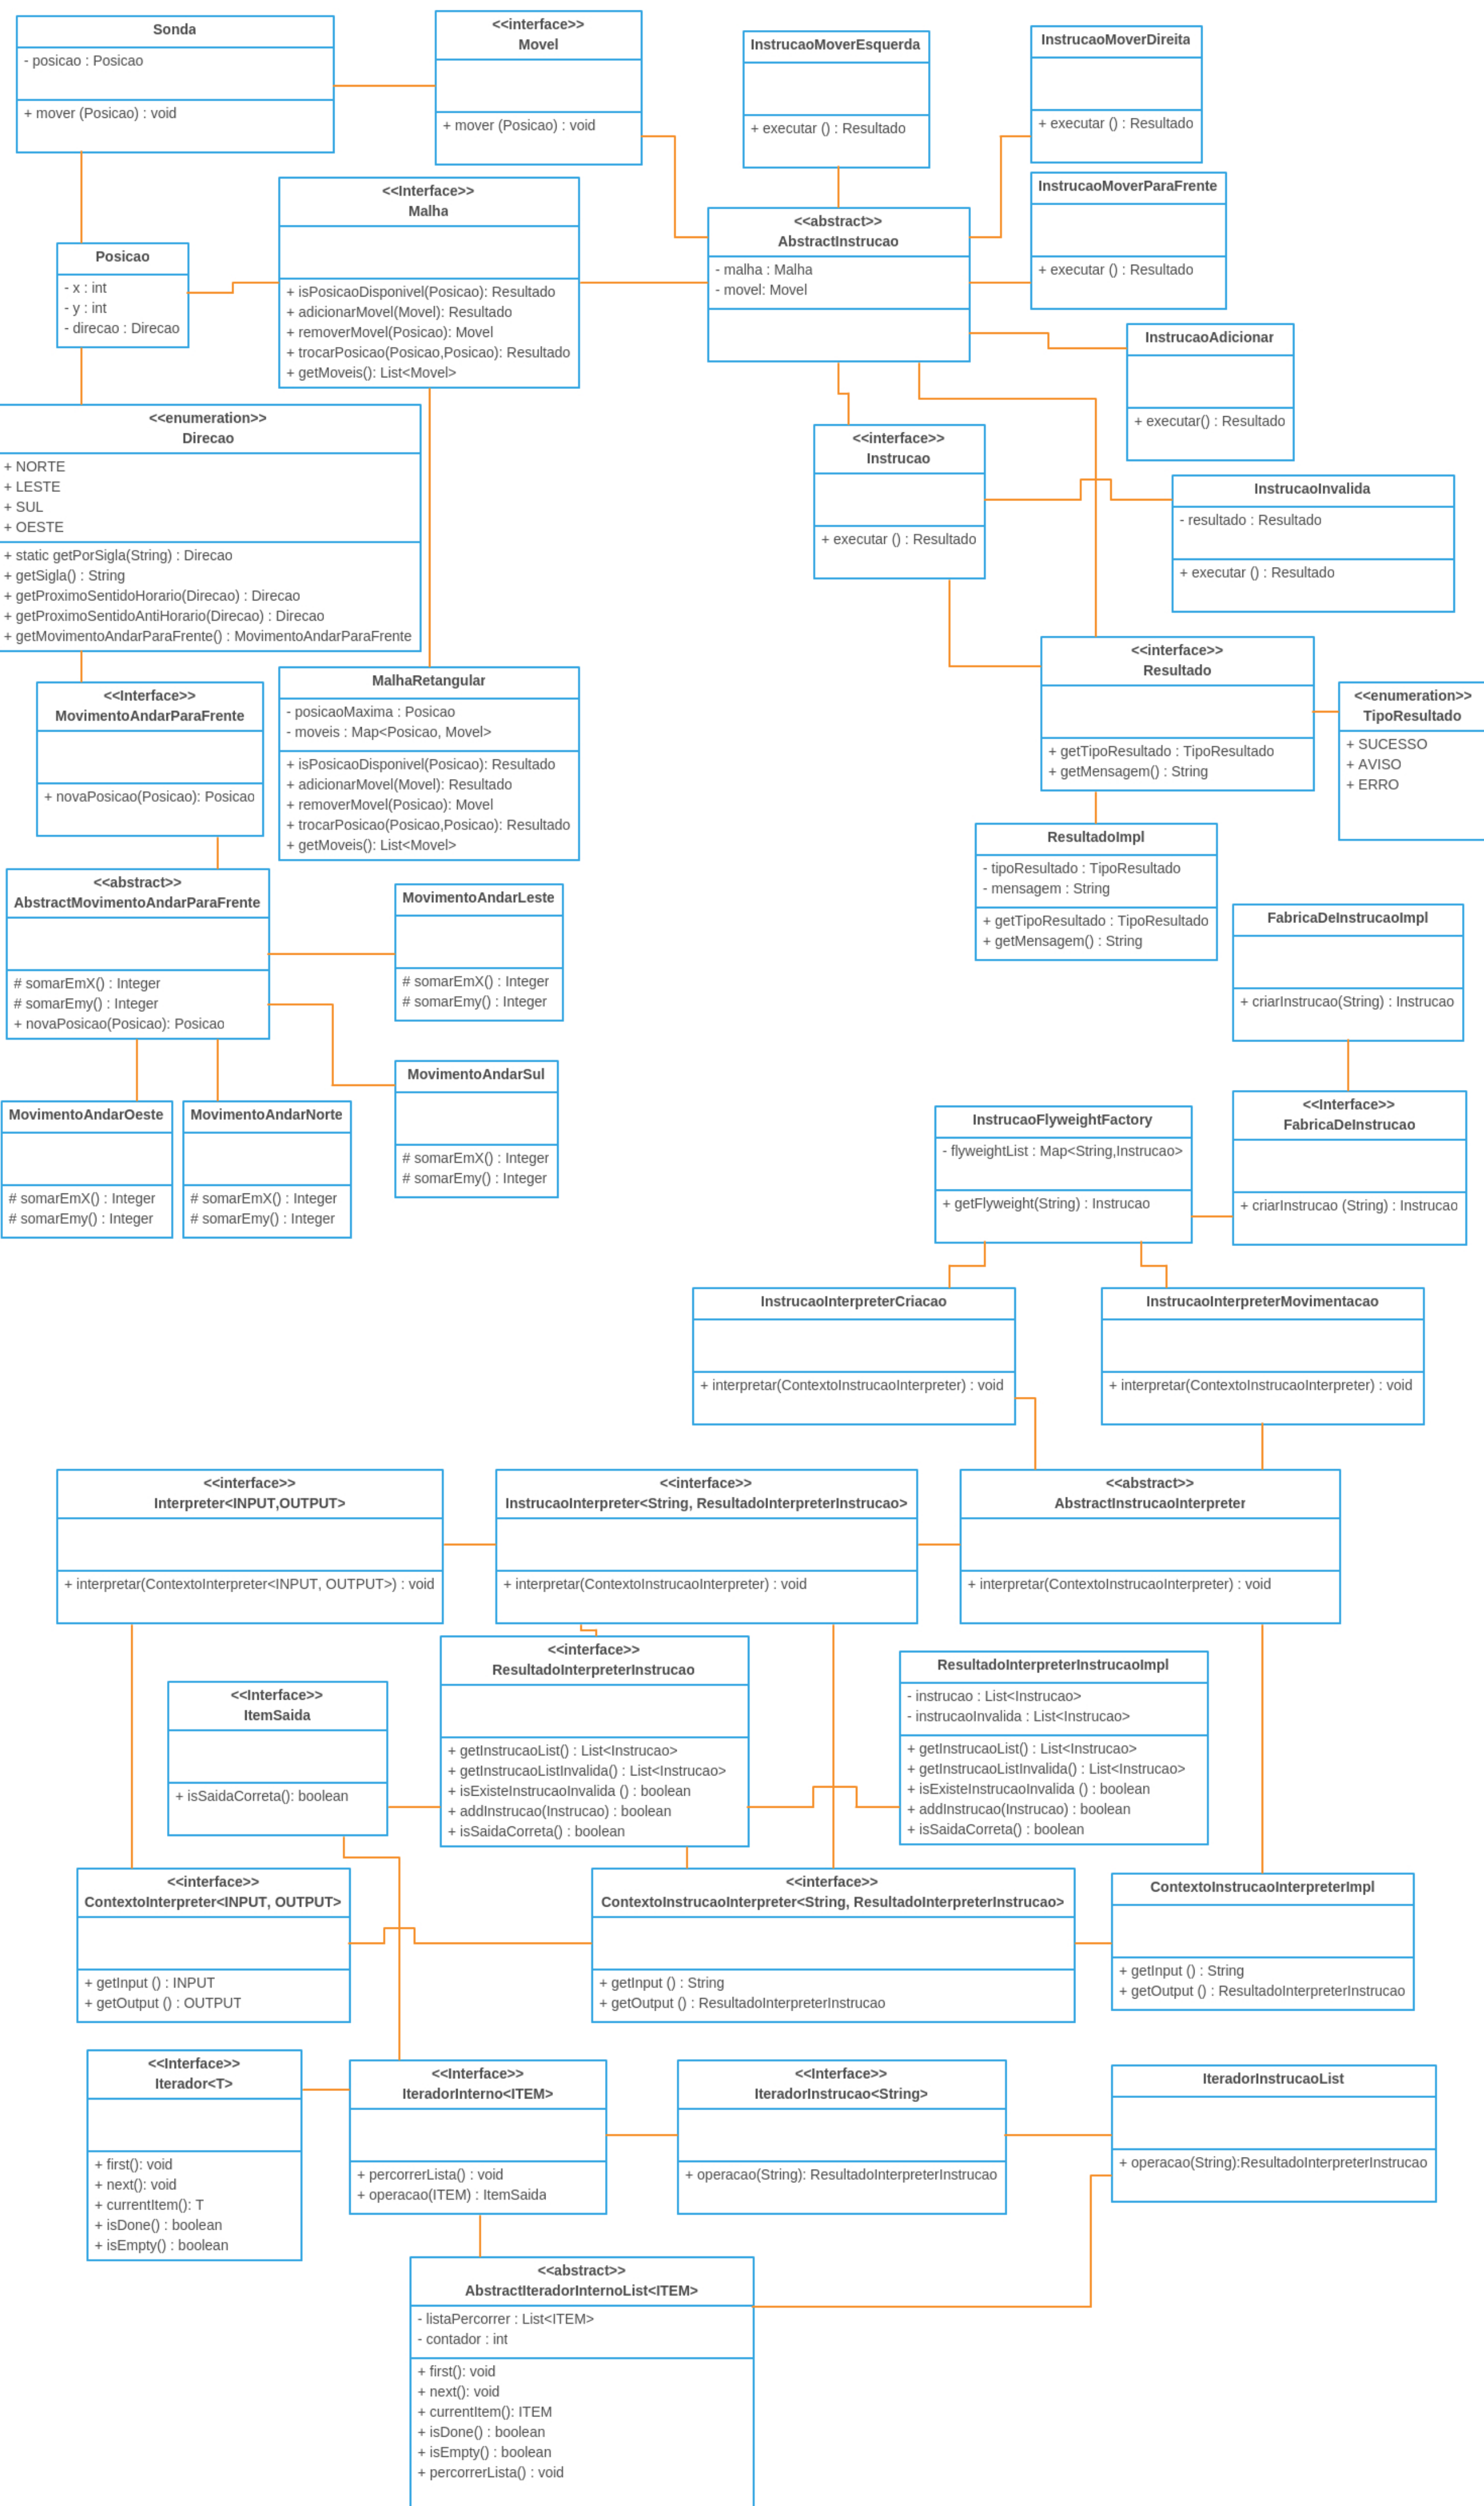 Sonda
- posicao : Posicao
+ mover (Posicao) : void
<<interface>>
Movel
+ mover (Posicao) : void
InstrucaoMoverEsquerda
+ executar () : Resultado
InstrucaoMoverDireita
+ executar () : Resultado
<<Interface>>
Malha
+ isPosicaoDisponivel(Posicao): Resultado
+ adicionarMovel(Movel): Resultado
+ removerMovel(Posicao): Movel
+ trocarPosicao(Posicao,Posicao): Resultado
+ getMoveis(): List<Movel>
InstrucaoMoverParaFrente
+ executar () : Resultado
<<abstract>>
AbstractInstrucao
- malha : Malha
- movel: Movel
Posicao
- x : int
- y : int
- direcao : Direcao
InstrucaoAdicionar
+ executar() : Resultado
<<enumeration>>
Direcao
+ NORTE
+ LESTE
+ SUL
+ OESTE
+ static getPorSigla(String) : Direcao
+ getSigla() : String
+ getProximoSentidoHorario(Direcao) : Direcao
+ getProximoSentidoAntiHorario(Direcao) : Direcao
+ getMovimentoAndarParaFrente() : MovimentoAndarParaFrente
<<interface>>
Instrucao
+ executar () : Resultado
InstrucaoInvalida
- resultado : Resultado
+ executar () : Resultado
<<interface>>
Resultado
+ getTipoResultado : TipoResultado
+ getMensagem() : String
<<enumeration>>
TipoResultado
+ SUCESSO
+ AVISO
+ ERRO
<<Interface>>
MovimentoAndarParaFrente
+ novaPosicao(Posicao): Posicao
MalhaRetangular
- posicaoMaxima : Posicao
- moveis : Map<Posicao, Movel>
+ isPosicaoDisponivel(Posicao): Resultado
+ adicionarMovel(Movel): Resultado
+ removerMovel(Posicao): Movel
+ trocarPosicao(Posicao,Posicao): Resultado
+ getMoveis(): List<Movel>
ResultadoImpl
- tipoResultado : TipoResultado
- mensagem : String
+ getTipoResultado : TipoResultado
+ getMensagem() : String
<<abstract>>
AbstractMovimentoAndarParaFrente
# somarEmX() : Integer
# somarEmy() : Integer
+ novaPosicao(Posicao): Posicao
MovimentoAndarLeste
# somarEmX() : Integer
# somarEmy() : Integer
FabricaDeInstrucaoImpl
+ criarInstrucao(String) : Instrucao
MovimentoAndarSul
# somarEmX() : Integer
# somarEmy() : Integer
MovimentoAndarOeste
# somarEmX() : Integer
# somarEmy() : Integer
MovimentoAndarNorte
# somarEmX() : Integer
# somarEmy() : Integer
InstrucaoFlyweightFactory
- flyweightList : Map<String,Instrucao>
+ getFlyweight(String) : Instrucao
<<Interface>>
FabricaDeInstrucao
+ criarInstrucao (String) : Instrucao
InstrucaoInterpreterCriacao
+ interpretar(ContextoInstrucaoInterpreter) : void
InstrucaoInterpreterMovimentacao
+ interpretar(ContextoInstrucaoInterpreter) : void
<<interface>>
Interpreter<INPUT,OUTPUT>
+ interpretar(ContextoInterpreter<INPUT, OUTPUT>) : void
<<interface>>
InstrucaoInterpreter<String, ResultadoInterpreterInstrucao>
+ interpretar(ContextoInstrucaoInterpreter) : void
<<abstract>>
AbstractInstrucaoInterpreter
+ interpretar(ContextoInstrucaoInterpreter) : void
<<Interface>>
ItemSaida
+ isSaidaCorreta(): boolean
<<interface>>
ResultadoInterpreterInstrucao
+ getInstrucaoList() : List<Instrucao>
+ getInstrucaoListInvalida() : List<Instrucao>
+ isExisteInstrucaoInvalida () : boolean
+ addInstrucao(Instrucao) : boolean
+ isSaidaCorreta() : boolean
ResultadoInterpreterInstrucaoImpl
- instrucao : List<Instrucao>
- instrucaoInvalida : List<Instrucao>
+ getInstrucaoList() : List<Instrucao>
+ getInstrucaoListInvalida() : List<Instrucao>
+ isExisteInstrucaoInvalida () : boolean
+ addInstrucao(Instrucao) : boolean
+ isSaidaCorreta() : boolean
<<interface>>
ContextoInterpreter<INPUT, OUTPUT>
+ getInput () : INPUT
+ getOutput () : OUTPUT
<<interface>>
ContextoInstrucaoInterpreter<String, ResultadoInterpreterInstrucao>
+ getInput () : String
+ getOutput () : ResultadoInterpreterInstrucao
ContextoInstrucaoInterpreterImpl
+ getInput () : String
+ getOutput () : ResultadoInterpreterInstrucao
<<Interface>>
Iterador<T>
+ first(): void
+ next(): void
+ currentItem(): T
+ isDone() : boolean
+ isEmpty() : boolean
<<Interface>>
IteradorInterno<ITEM>
+ percorrerLista() : void
+ operacao(ITEM) : ItemSaida
<<Interface>>
IteradorInstrucao<String>
+ operacao(String): ResultadoInterpreterInstrucao
IteradorInstrucaoList
+ operacao(String):ResultadoInterpreterInstrucao
<<abstract>>
AbstractIteradorInternoList<ITEM>
- listaPercorrer : List<ITEM>
- contador : int
+ first(): void
+ next(): void
+ currentItem(): ITEM
+ isDone() : boolean
+ isEmpty() : boolean
+ percorrerLista() : void